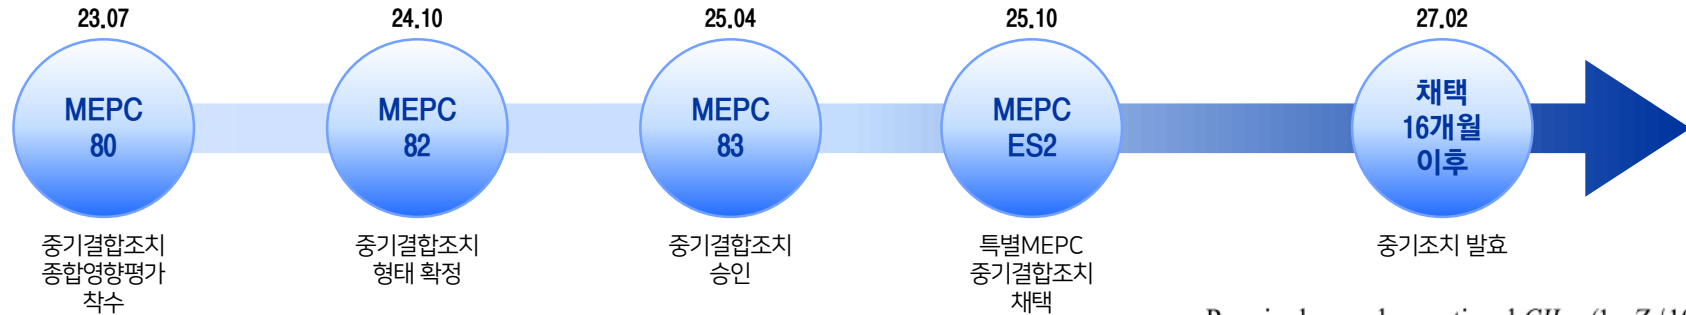 23.07
24.10
25.04
25.10
27.02
MEPC
80
MEPC
82
MEPC
83
MEPC
ES2
채택
16개월
이후
중기결합조치
종합영향평가
착수
중기결합조치
형태 확정
중기결합조치
승인
특별MEPC
중기결합조치
채택
중기조치 발효